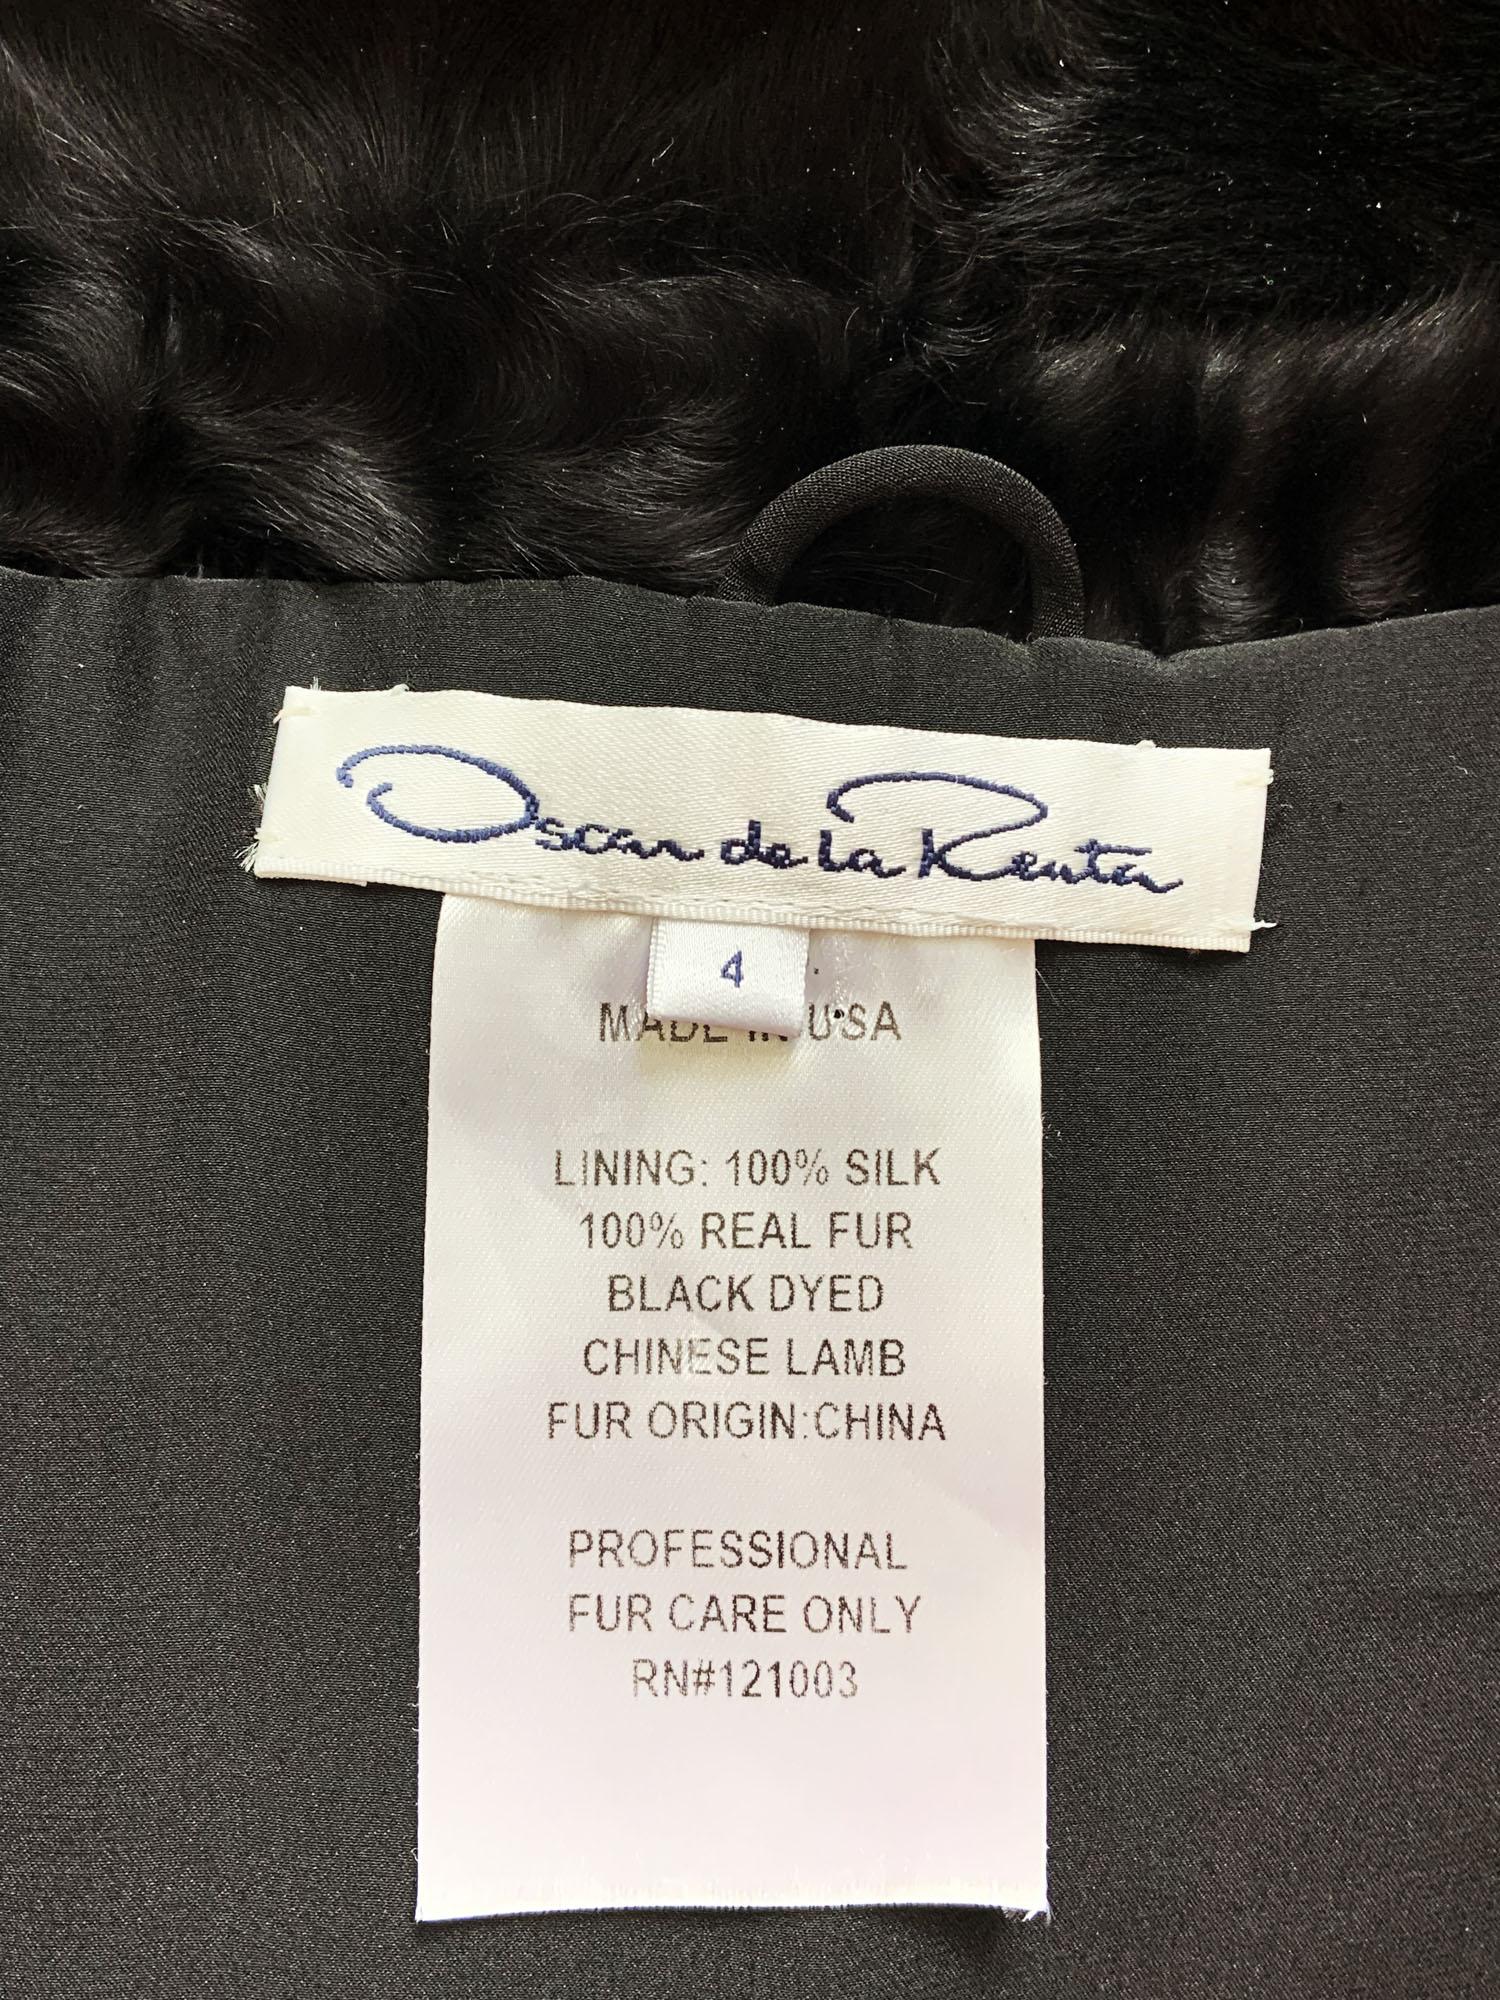 Oscar de la Renta
4
MADE IN USA
LINING: 100% SILK
100% REAL FUR
BLACK DYED
CHINESE LAMB
FUR ORIGIN:CHINA
PROFESSIONAL
FUR CARE ONLY
RN#121003